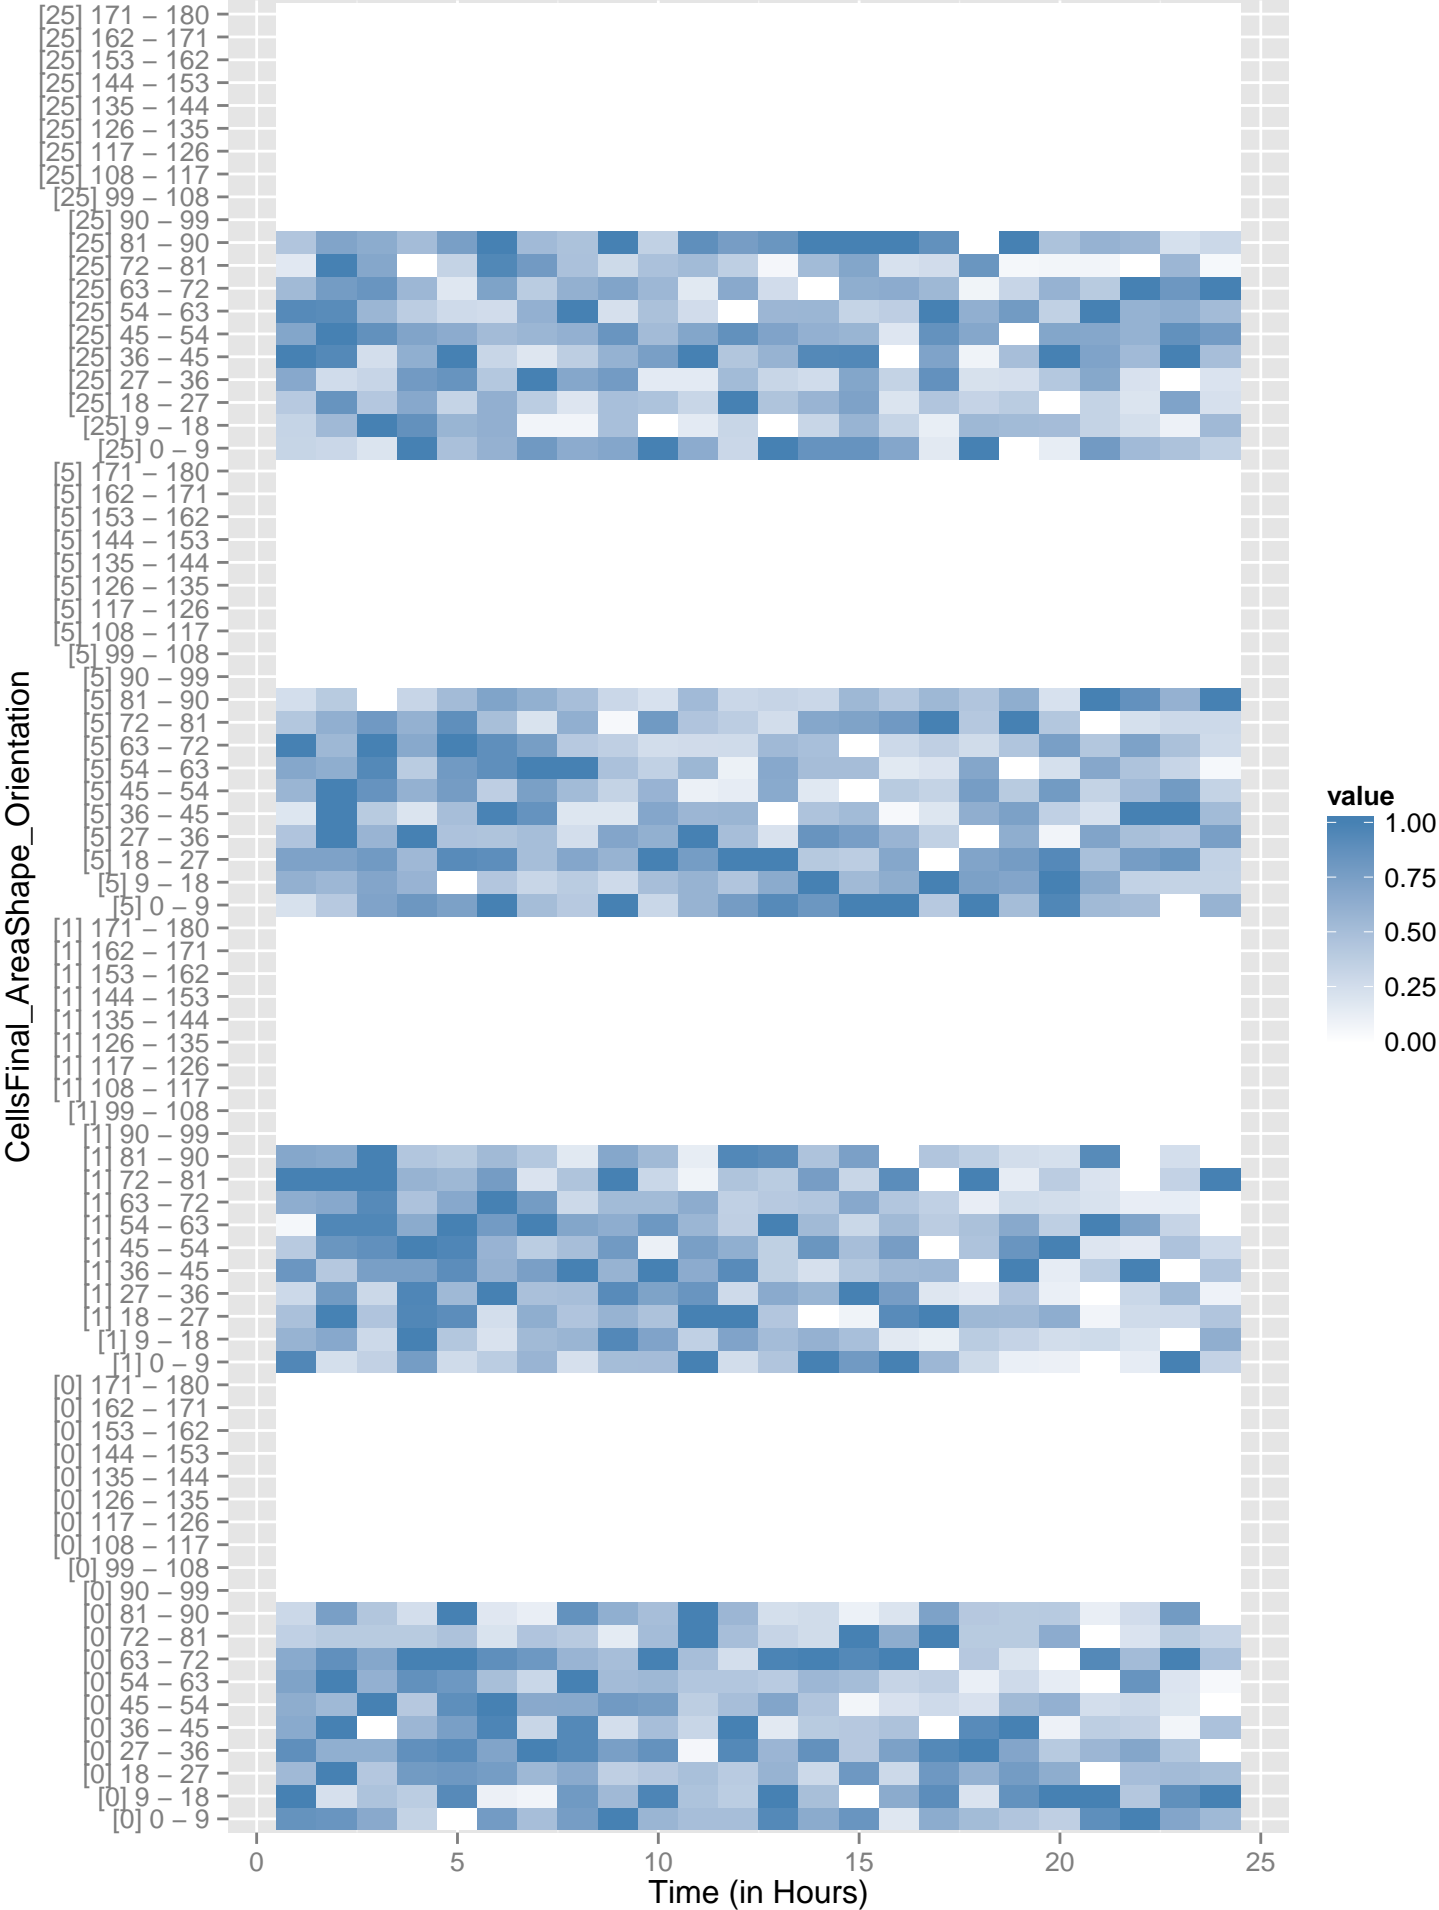 [25] 171 – 180
[25] 162 – 171
[25] 153 – 162
[25] 144 – 153
[25] 135 – 144
[25] 126 – 135
[25] 117 – 126
[25] 108 – 117
[25] 99 – 108
[25] 90 – 99
[25] 81 – 90
[25] 72 – 81
[25] 63 – 72
[25] 54 – 63
[25] 45 – 54
[25] 36 – 45
[25] 27 – 36
[25] 18 – 27
[25] 9 – 18
[25] 0 – 9
[5] 171 – 180
[5] 162 – 171
[5] 153 – 162
[5] 144 – 153
[5] 135 – 144
[5] 126 – 135
[5] 117 – 126
[5] 108 – 117
[5] 99 – 108
[5] 90 – 99
[5] 81 – 90
[5] 72 – 81
[5] 63 – 72
[5] 54 – 63
[5] 45 – 54
[5] 36 – 45
[5] 27 – 36
[5] 18 – 27
[5] 9 – 18
[5] 0 – 9
[1] 171 – 180
[1] 162 – 171
[1] 153 – 162
[1] 144 – 153
[1] 135 – 144
[1] 126 – 135
[1] 117 – 126
[1] 108 – 117
[1] 99 – 108
[1] 90 – 99
[1] 81 – 90
[1] 72 – 81
[1] 63 – 72
[1] 54 – 63
[1] 45 – 54
[1] 36 – 45
[1] 27 – 36
[1] 18 – 27
[1] 9 – 18
[1] 0 – 9
[0] 171 – 180
[0] 162 – 171
[0] 153 – 162
[0] 144 – 153
[0] 135 – 144
[0] 126 – 135
[0] 117 – 126
[0] 108 – 117
[0] 99 – 108
[0] 90 – 99
[0] 81 – 90
[0] 72 – 81
[0] 63 – 72
[0] 54 – 63
[0] 45 – 54
[0] 36 – 45
[0] 27 – 36
[0] 18 – 27
[0] 9 – 18
[0] 0 – 9
CellsFinal_AreaShape_Orientation
0 5 10 15 20 25
Time (in Hours)
value
1.00
0.75
0.50
0.25
0.00